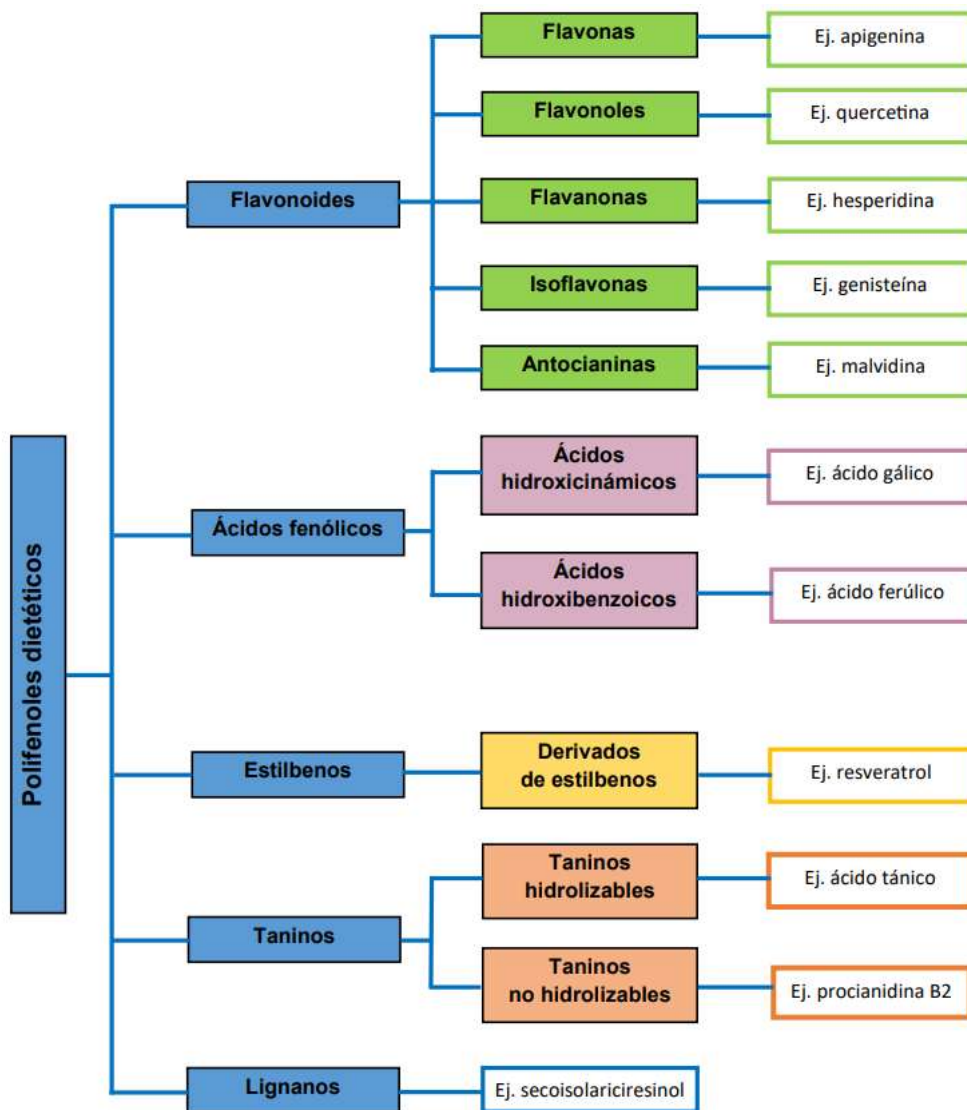 Polifenoles dietéticos
Flavonoides
Flavonas
Ej. apigenina
Flavonoles
Ej. quercetina
Flavanonas
Ej. hesperidina
Isoflavonas
Ej. genisteína
Antocianinas
Ej. malvidina
Ácidos fenólicos
Ácidos
hidroxicinámicos
Ej. ácido gálico
Ácidos
hidroxibenzoicos
Ej. ácido ferúlico
Estilbenos
Derivados
de estilbenos
Ej. resveratrol
Taninos
Taninos
hidrolizables
Ej. ácido tánico
Taninos
no hidrolizables
Ej. procianidina B2
Lignanos
Ej. secoisolariciresinol